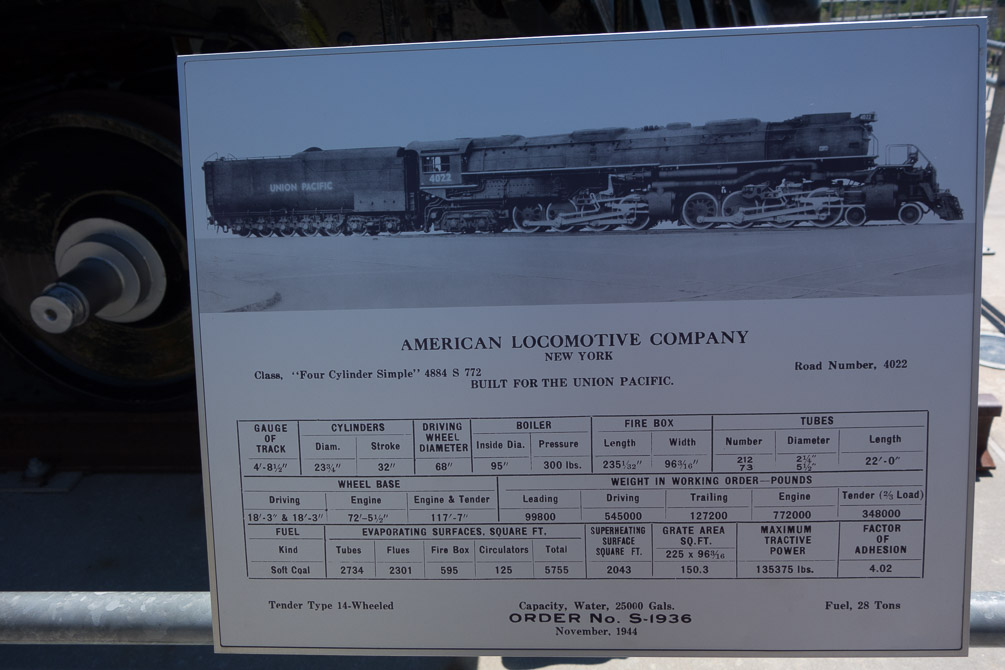 UNION PACIFIC
4022
AMERICAN LOCOMOTIVE COMPANY
NEW YORK
Class, "Four Cylinder Simple" 4884 S 772
Road Number, 4022
BUILT FOR THE UNION PACIFIC.
GAUGE OF TRACK | CYLINDERS | DRIVING WHEEL DIAMETER | BOILER | FIRE BOX | TUBES
Diam. | Stroke | Inside Dia. | Pressure | Length | Width | Number | Diameter | Length
4'-8½" | 23¾" | 32" | 68" | 95" | 300 lbs. | 235 1/32" | 96 3/16" | 212 73 | 2¼" 5½" | 22'-0"
WHEEL BASE | WEIGHT IN WORKING ORDER—POUNDS
Driving | Engine | Engine & Tender | Leading | Driving | Trailing | Engine | Tender (⅔ Load)
18'-3" & 18'-3" | 72'-5½" | 117'-7" | 99800 | 545000 | 127200 | 772000 | 348000
FUEL | EVAPORATING SURFACES, SQUARE FT. | SUPERHEATING SURFACE SQUARE FT. | GRATE AREA SQ.FT. | MAXIMUM TRACTIVE POWER | FACTOR OF ADHESION
Kind | Tubes | Flues | Fire Box | Circulators | Total | 225 x 96 3/16
Soft Coal | 2734 | 2301 | 595 | 125 | 5755 | 2043 | 150.3 | 135375 lbs. | 4.02
Tender Type 14-Wheeled
Capacity, Water, 25000 Gals.
Fuel, 28 Tons
ORDER No. S-1936
November, 1944